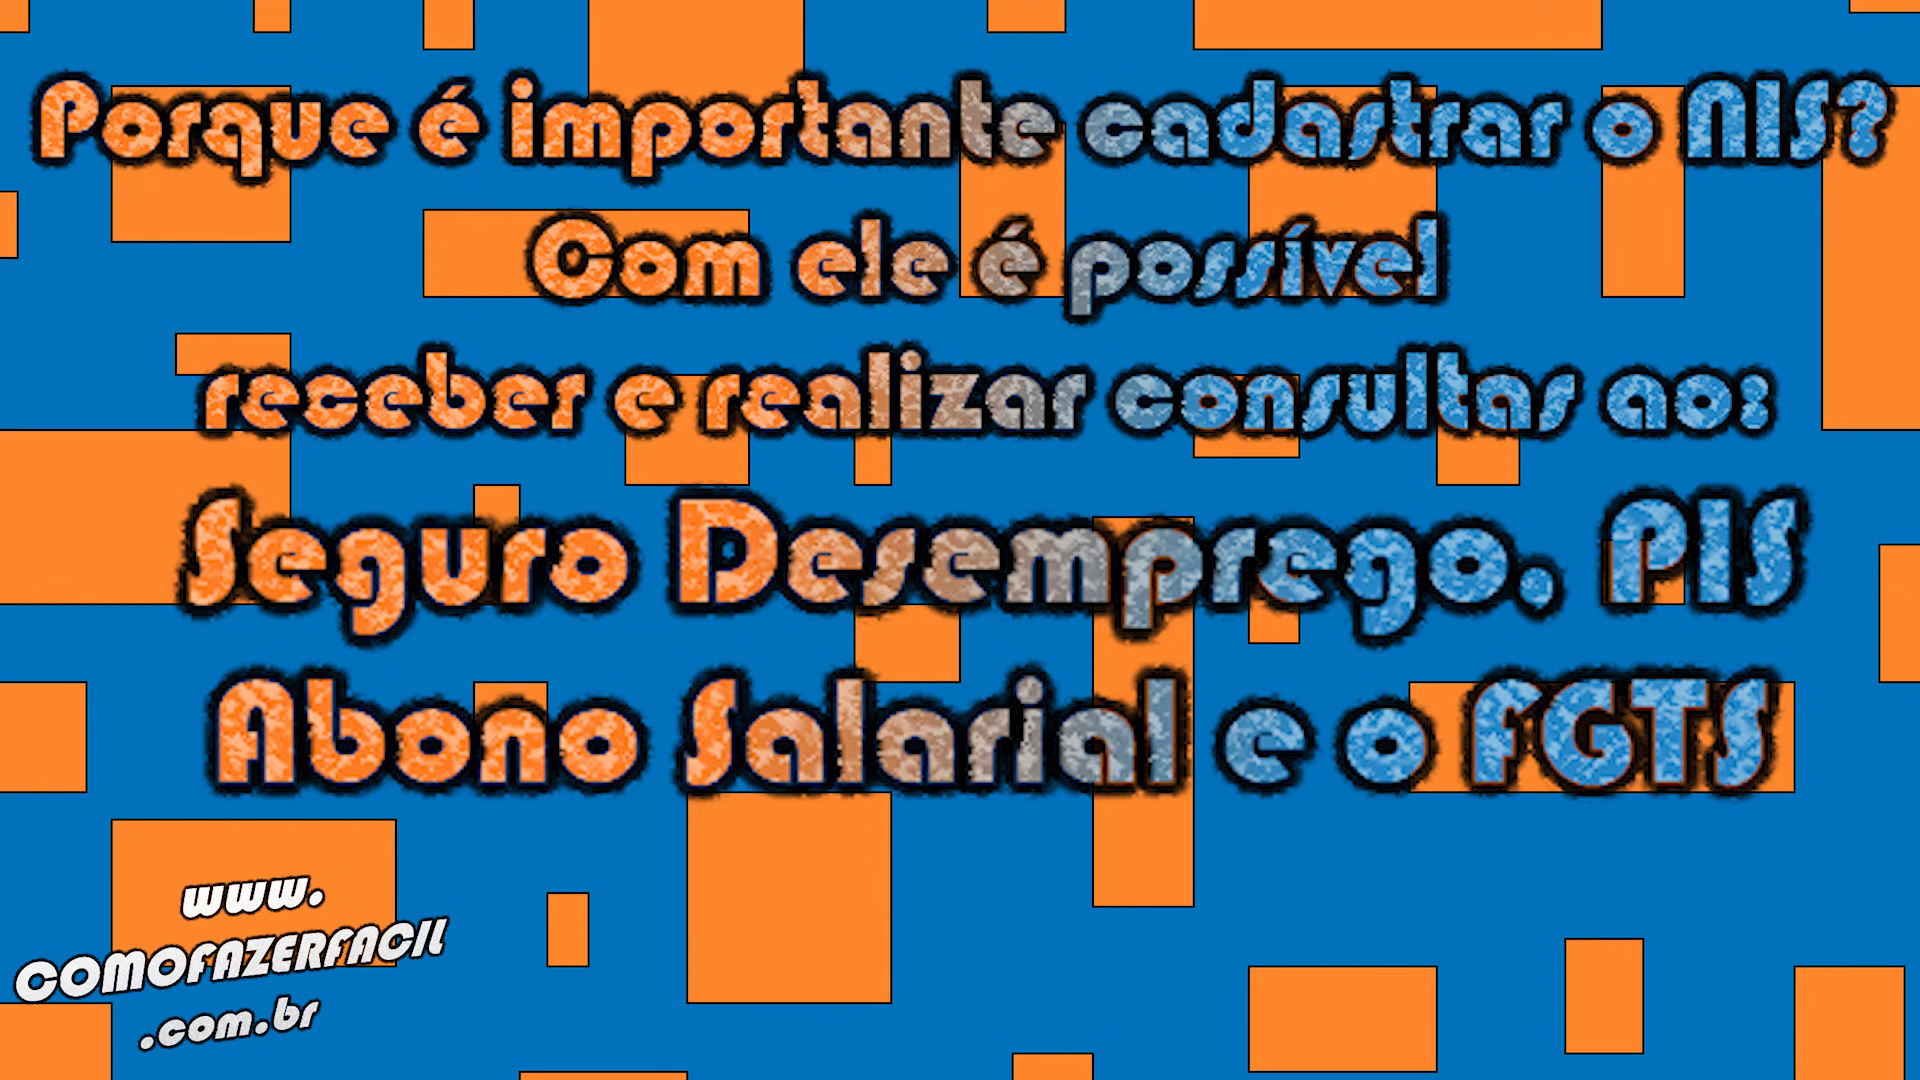 Porque é importante cadastrar o NIS?
Com ele é possível
receber e realizar consultas ao:
Seguro Desemprego, PIS
Abono Salarial e o FGTS
www.
COMOFAZERFACIL
.com.br